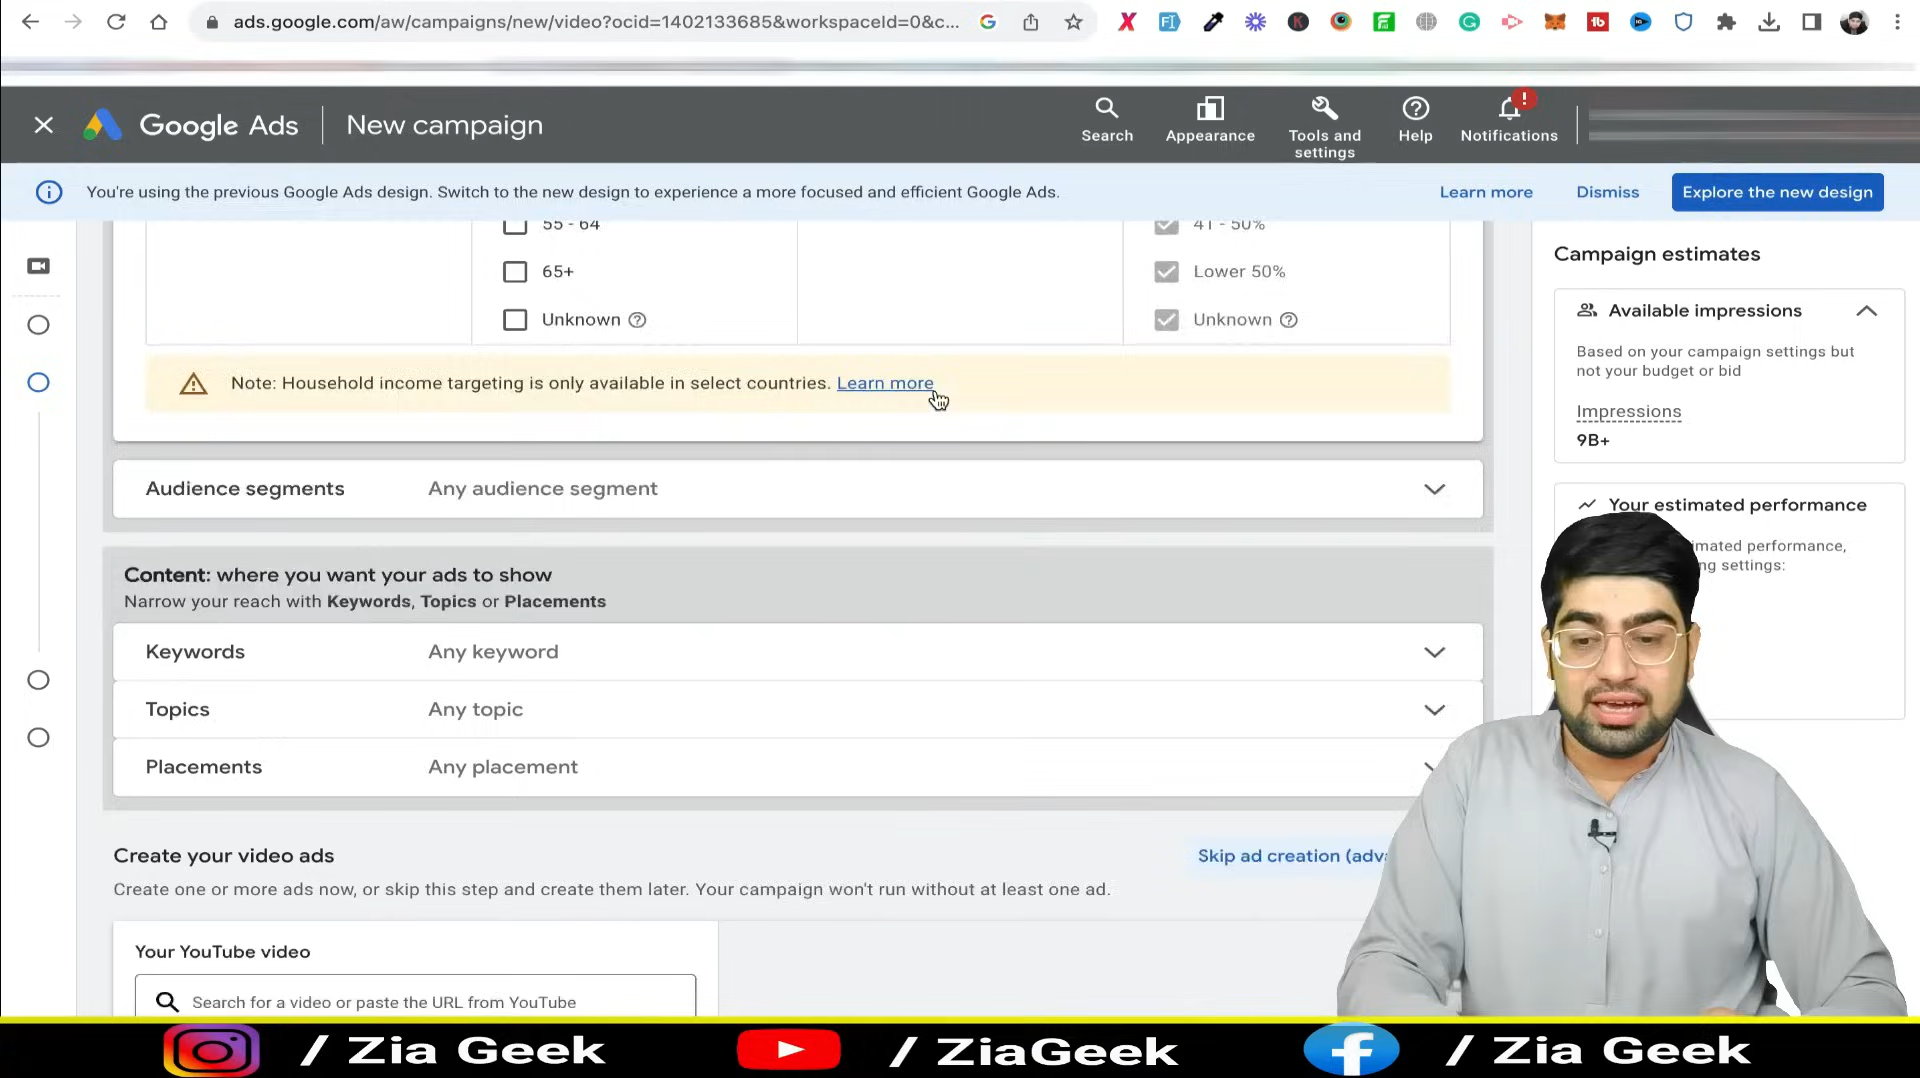 ads.google.com/aw/campaigns/new/video?ocid=1402133685&workspaceId=0&c...
Google Ads
New campaign
Search
Appearance
Tools and
settings
Help
Notifications
You're using the previous Google Ads design. Switch to the new design to experience a more focused and efficient Google Ads.
Learn more
Dismiss
Explore the new design
55 - 64
41 - 50%
65+
Lower 50%
Unknown
Unknown
Note: Household income targeting is only available in select countries. Learn more
Campaign estimates
Available impressions
Based on your campaign settings but
not your budget or bid
Impressions
9B+
Audience segments
Any audience segment
Your estimated performance
imated performance,
ng settings:
Content: where you want your ads to show
Narrow your reach with Keywords, Topics or Placements
Keywords
Any keyword
Topics
Any topic
Placements
Any placement
Create your video ads
Skip ad creation (adva
Create one or more ads now, or skip this step and create them later. Your campaign won't run without at least one ad.
Your YouTube video
Search for a video or paste the URL from YouTube
/ Zia Geek
/ ZiaGeek
/ Zia Geek